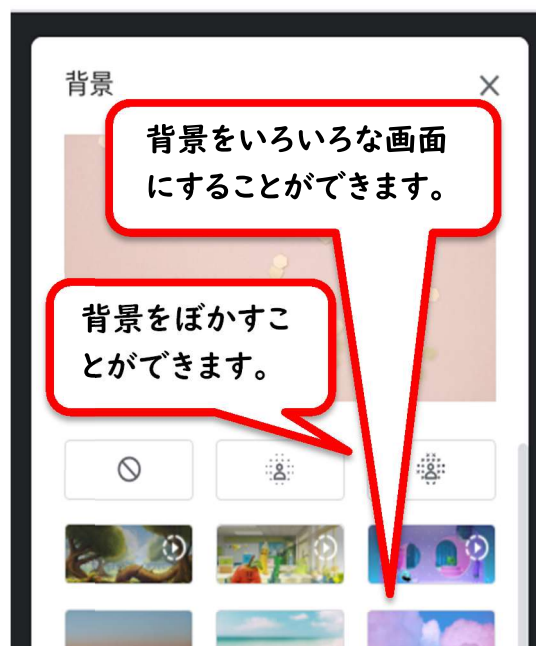 背景
背景をいろいろな画面
にすることができます。
背景をぼかすこ
とができます。